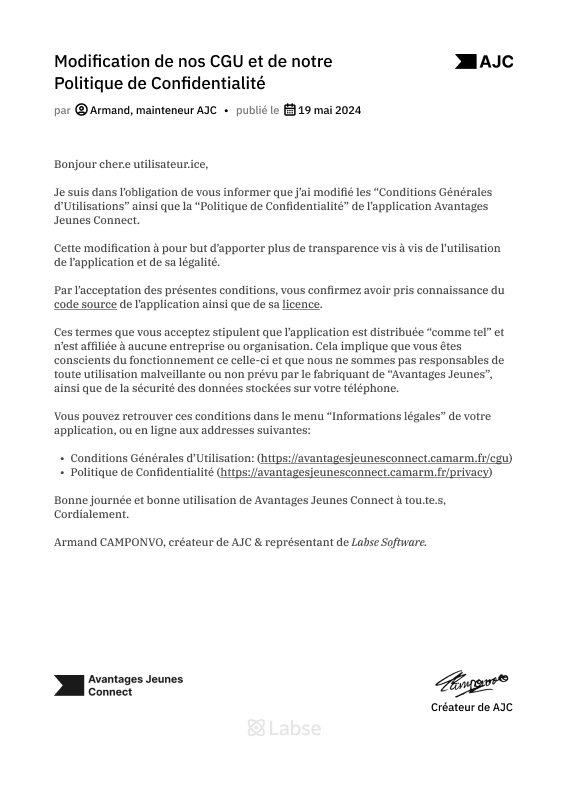 Modification de nos CGU et de notre
Politique de Confidentialité
AJC
par Armand, mainteneur AJC • publié le 19 mai 2024
Bonjour cher.e utilisateur.ice,
Je suis dans l’obligation de vous informer que j’ai modifié les “Conditions Générales
d’Utilisations” ainsi que la “Politique de Confidentialité” de l’application Avantages
Jeunes Connect.
Cette modification à pour but d’apporter plus de transparence vis à vis de l’utilisation
de l’application et de sa légalité.
Par l’acceptation des présentes conditions, vous confirmez avoir pris connaissance du
code source de l’application ainsi que de sa licence.
Ces termes que vous acceptez stipulent que l’application est distribuée “comme tel” et
n’est affiliée à aucune entreprise ou organisation. Cela implique que vous êtes
conscients du fonctionnement ce celle-ci et que nous ne sommes pas responsables de
toute utilisation malveillante ou non prévu par le fabriquant de “Avantages Jeunes”,
ainsi que de la sécurité des données stockées sur votre téléphone.
Vous pouvez retrouver ces conditions dans le menu “Informations légales” de votre
application, ou en ligne aux addresses suivantes:
• Conditions Générales d’Utilisation: (https://avantagesjeunesconnect.camarm.fr/cgu)
• Politique de Confidentialité (https://avantagesjeunesconnect.camarm.fr/privacy)
Bonne journée et bonne utilisation de Avantages Jeunes Connect à tou.te.s,
Cordialement.
Armand CAMPONVO, créateur de AJC & représentant de Labse Software.
Avantages Jeunes
Connect
Créateur de AJC
Labse